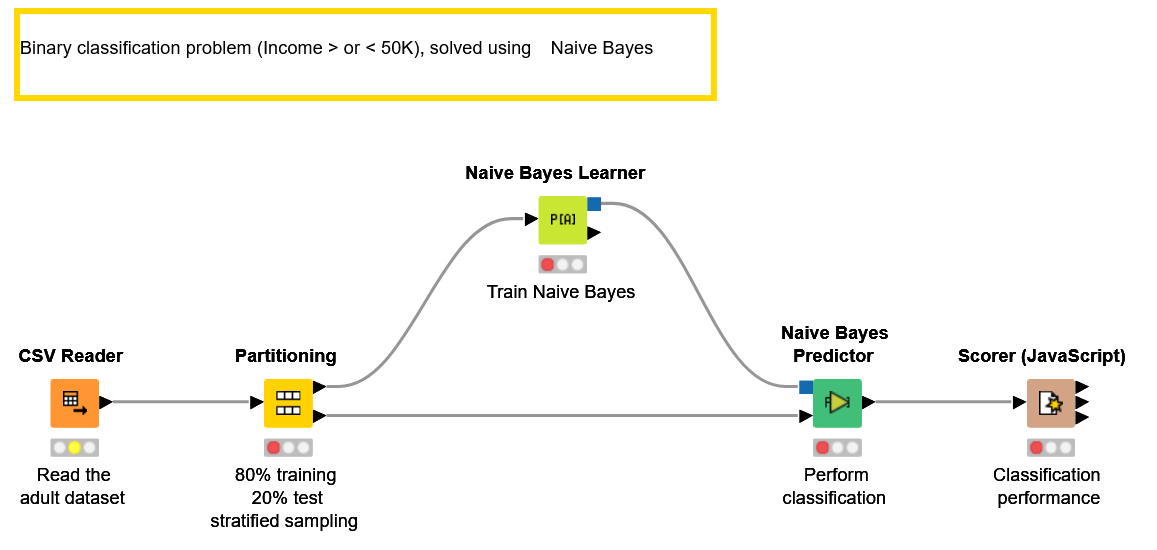 Binary classification problem (Income > or < 50K), solved using    Naive Bayes
Naive Bayes Learner
P[A]
Train Naive Bayes
CSV Reader
Read the
adult dataset
Partitioning
80% training
20% test
stratified sampling
Naive Bayes
Predictor
Perform
classification
Scorer (JavaScript)
Classification
performance